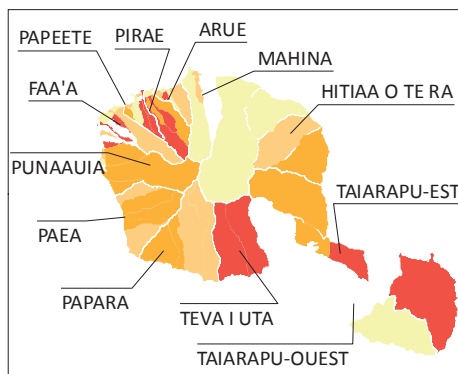 PAPEETE
PIRAE
ARUE
MAHINA
FAA'A
HITIAA O TE RA
PUNAAUIA
TAIARAPU-EST
PAEA
PAPARA
TEVA I UTA
TAIARAPU-OUEST